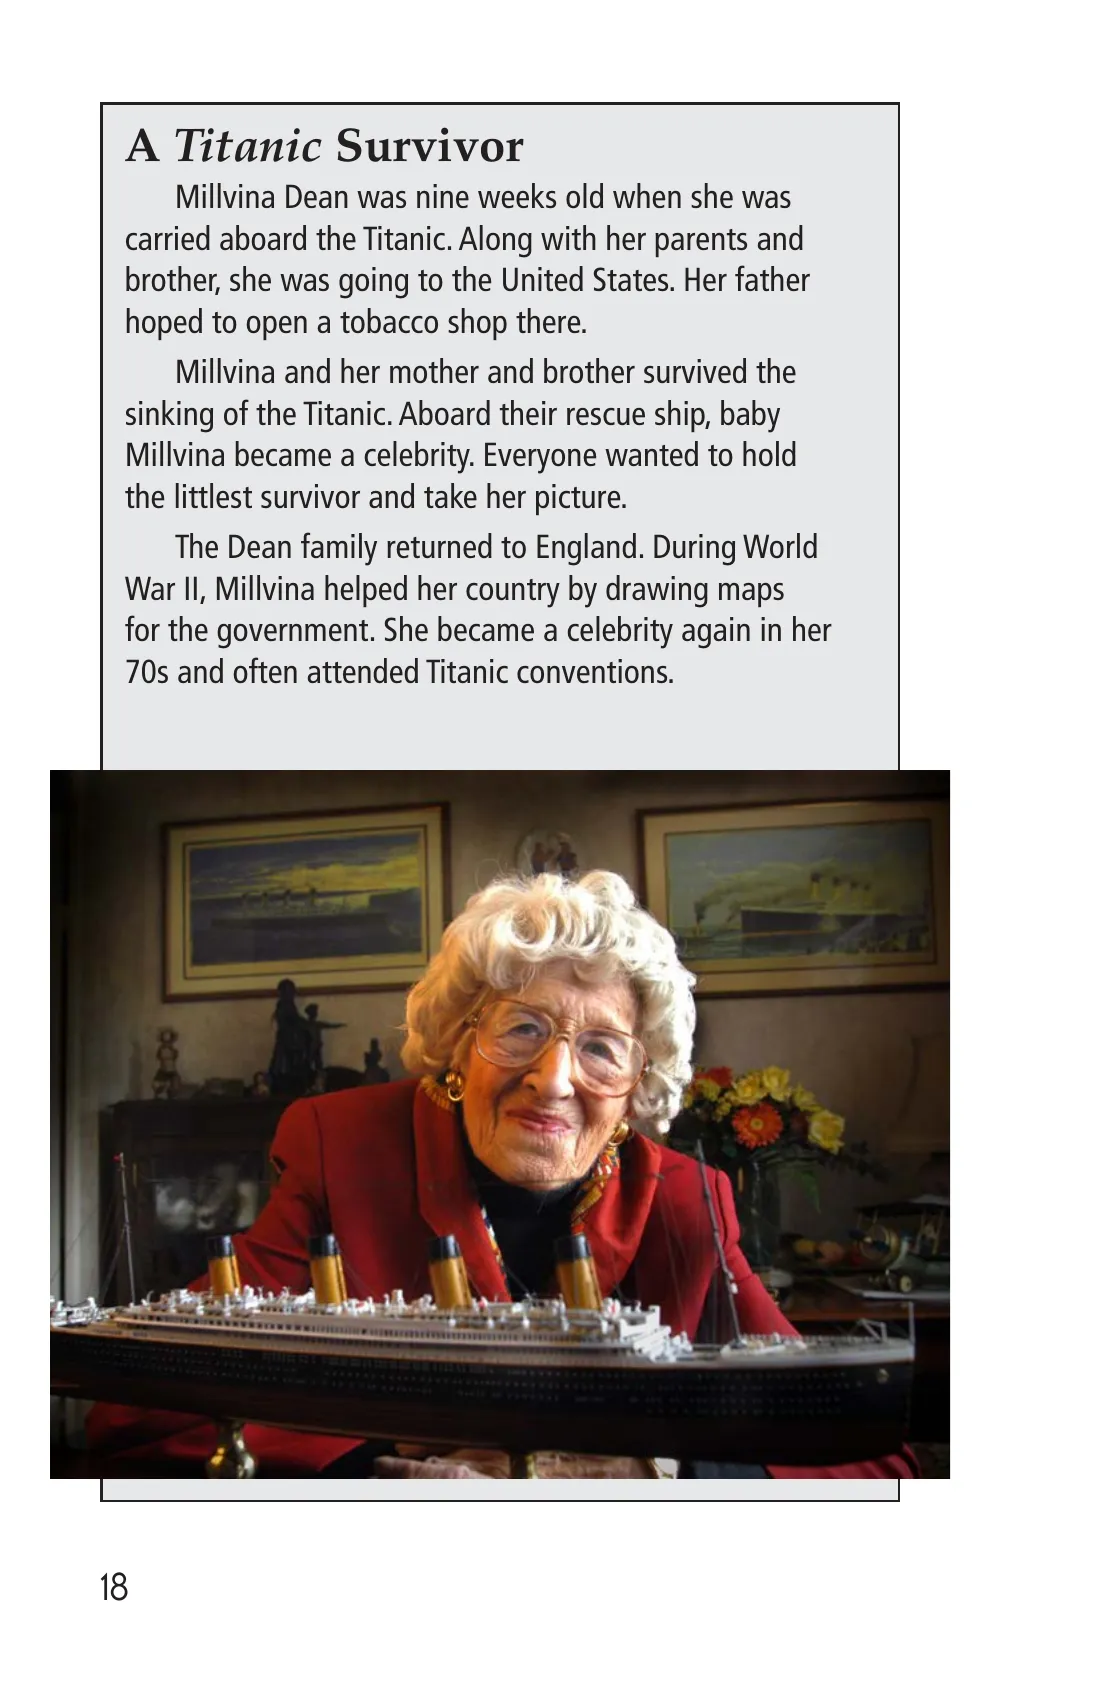 A Titanic Survivor
Millvina Dean was nine weeks old when she was
carried aboard the Titanic. Along with her parents and
brother, she was going to the United States. Her father
hoped to open a tobacco shop there.
Millvina and her mother and brother survived the
sinking of the Titanic. Aboard their rescue ship, baby
Millvina became a celebrity. Everyone wanted to hold
the littlest survivor and take her picture.
The Dean family returned to England. During World
War II, Millvina helped her country by drawing maps
for the government. She became a celebrity again in her
70s and often attended Titanic conventions.
18